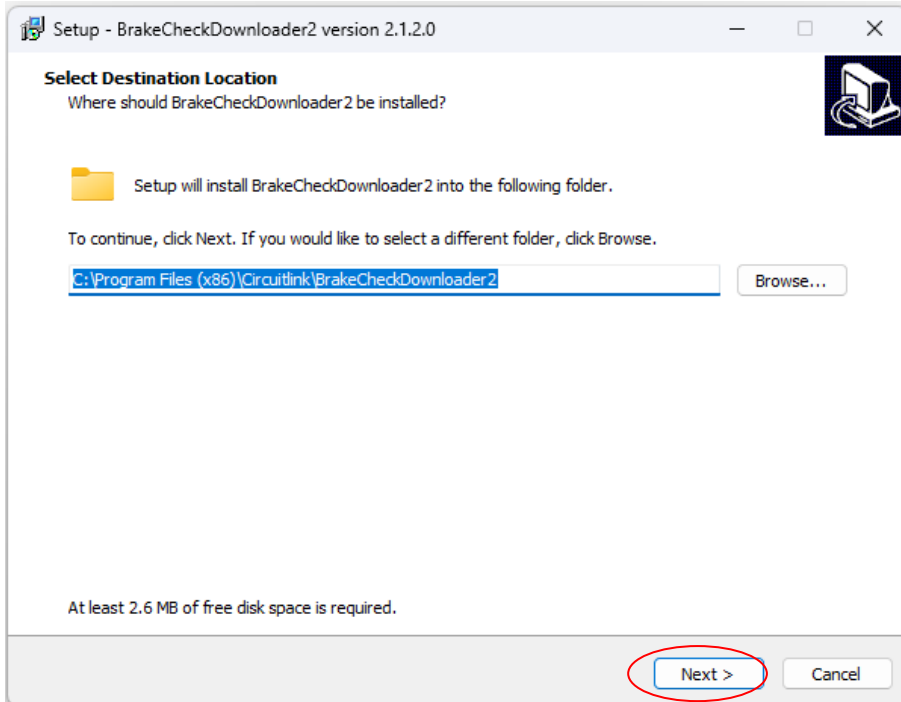 Setup - BrakeCheckDownloader2 version 2.1.2.0
Select Destination Location
Where should BrakeCheckDownloader2 be installed?
Setup will install BrakeCheckDownloader2 into the following folder.
To continue, click Next. If you would like to select a different folder, click Browse.
C:\Program Files (x86)\Circuitlink\BrakeCheckDownloader2
Browse...
At least 2.6 MB of free disk space is required.
Next >
Cancel